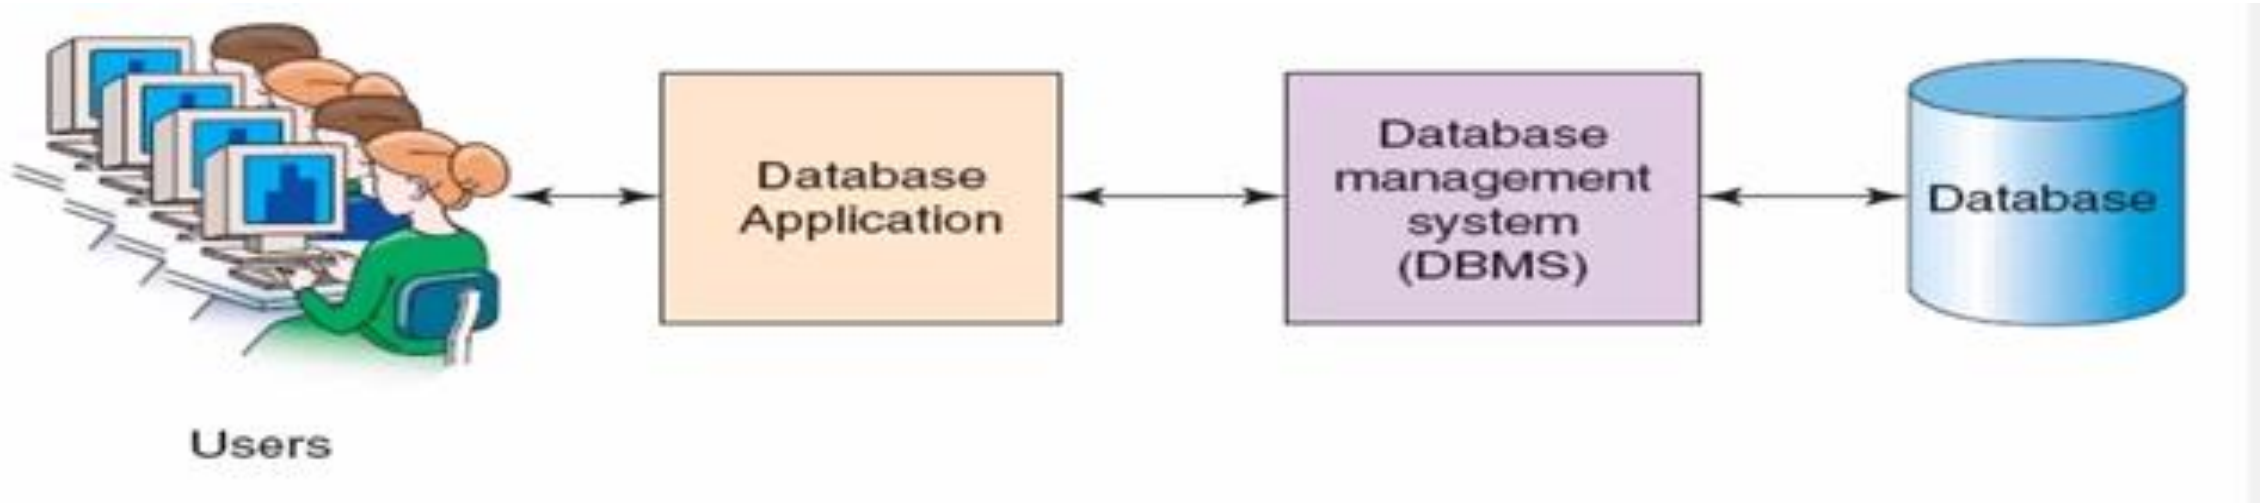 Database
Application
Database
management
system
(DBMS)
Database
Users